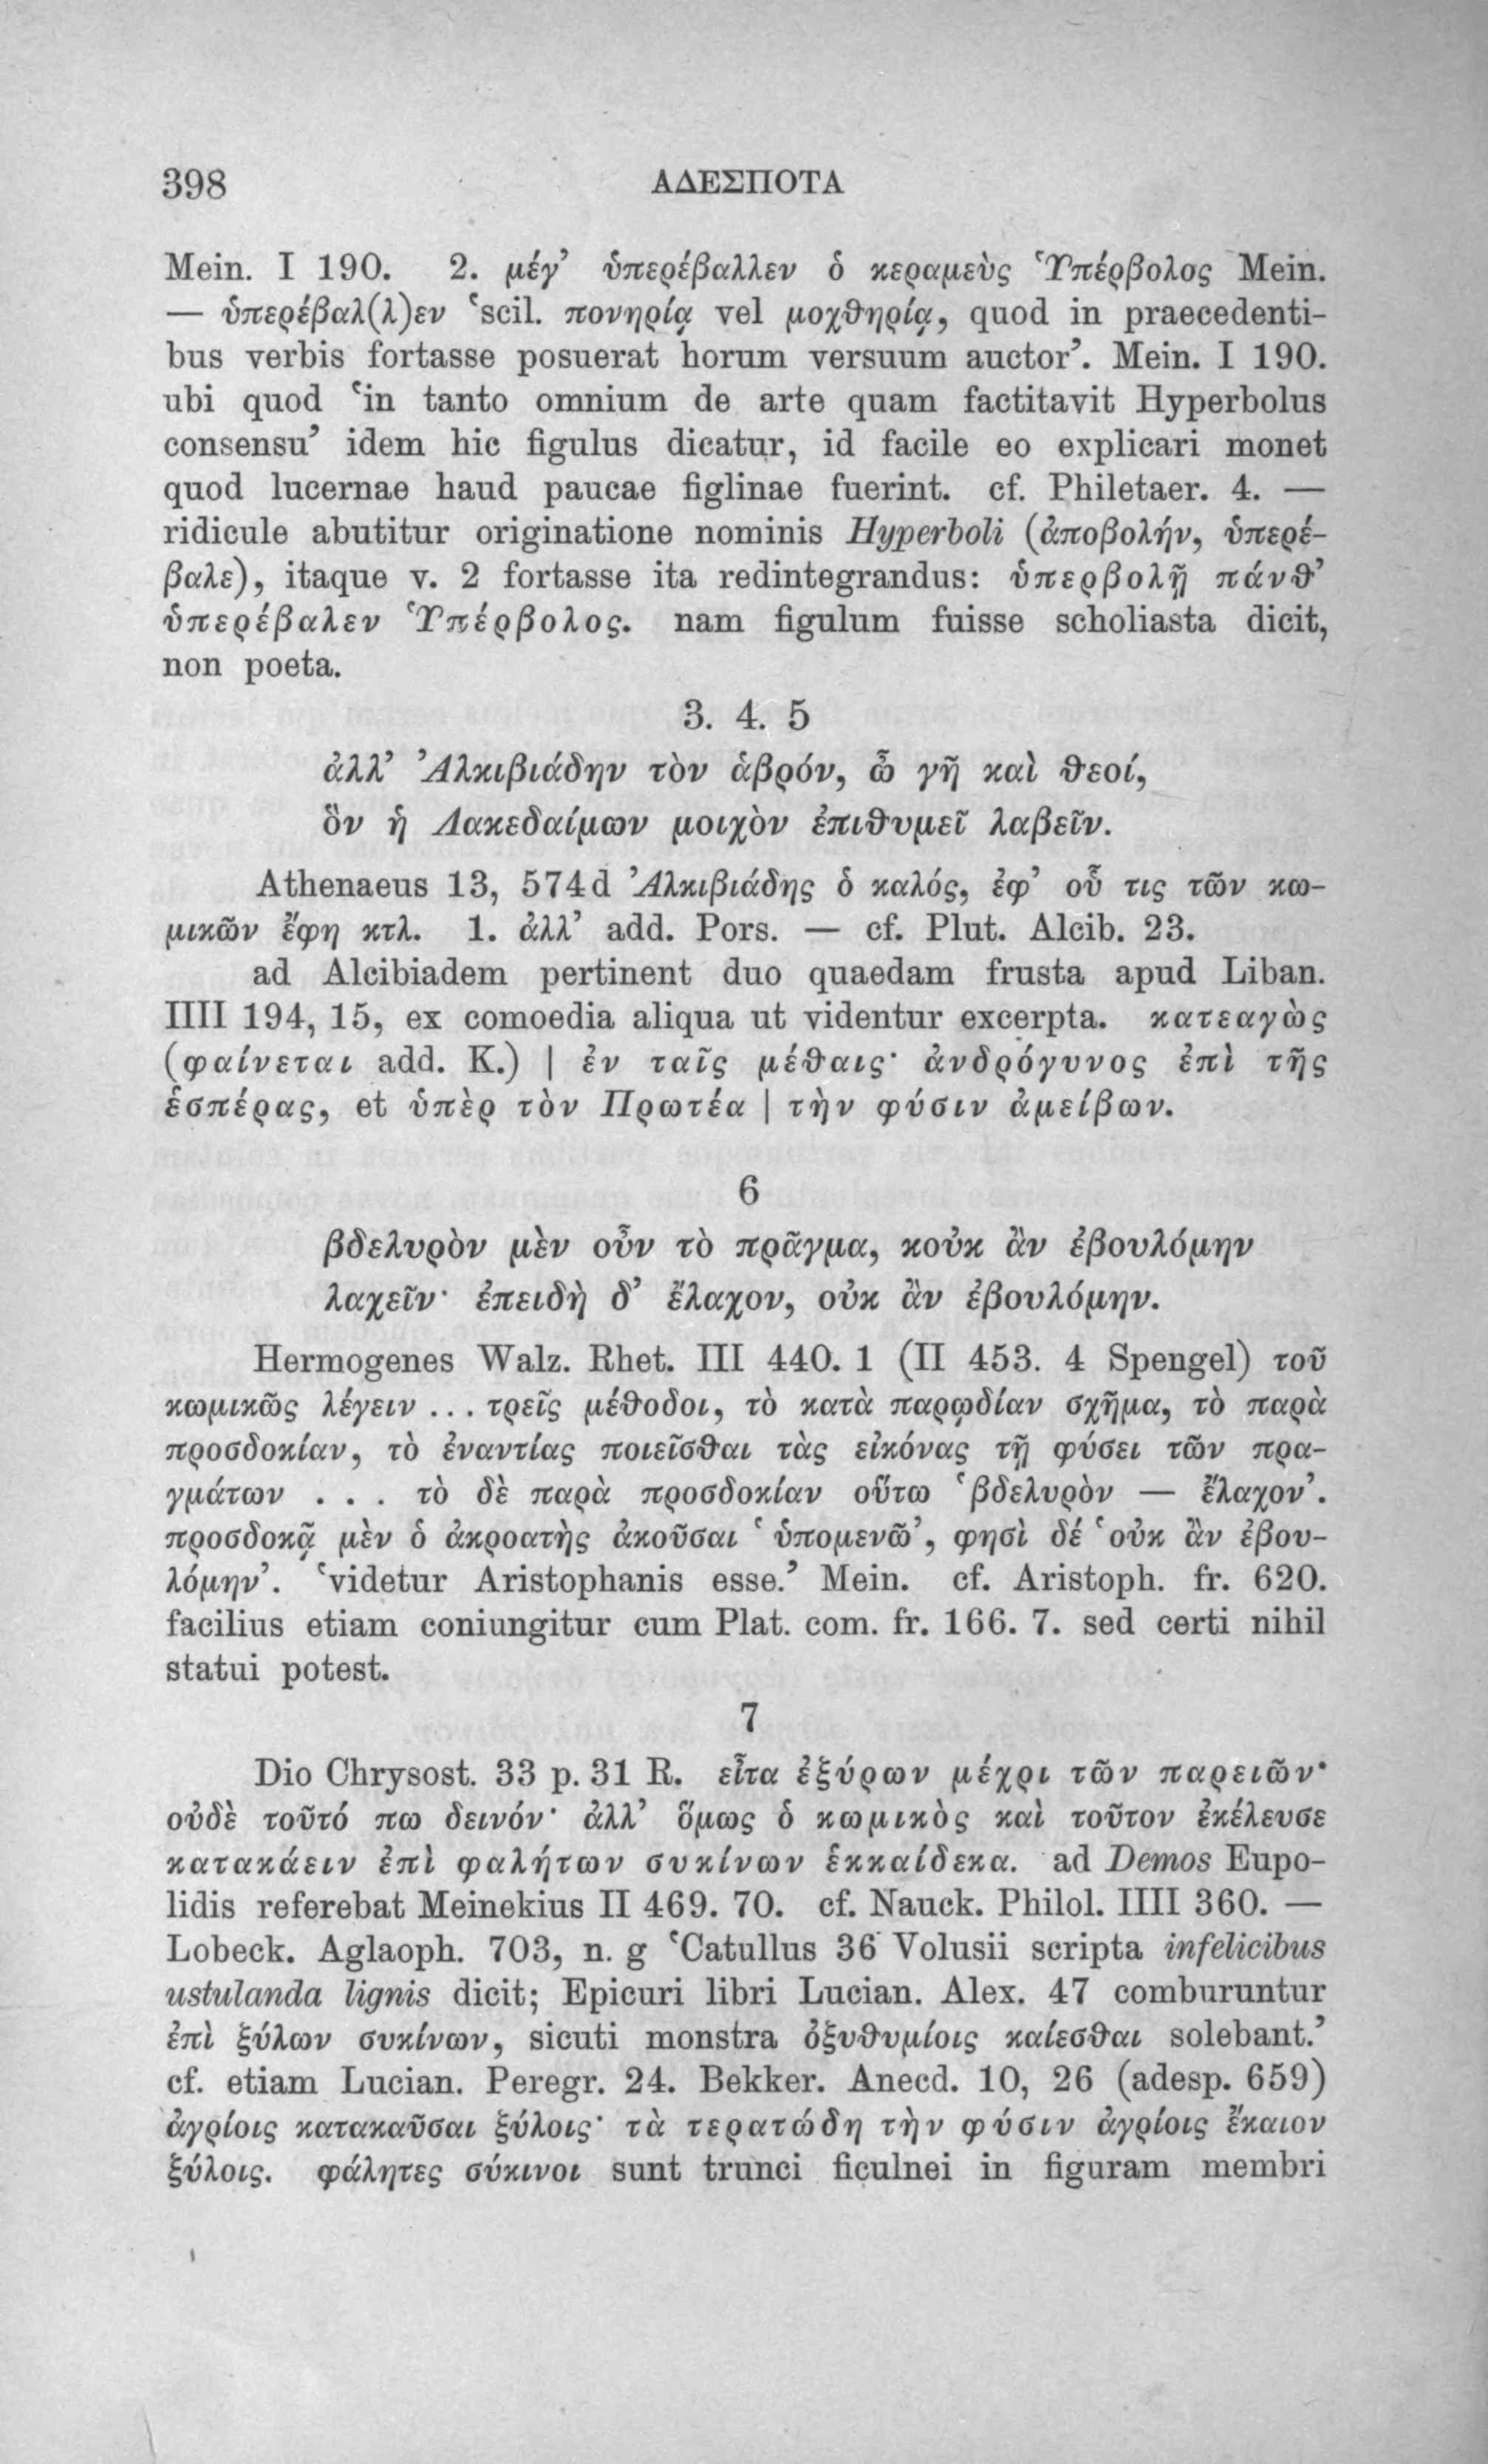 398 ΑΔΕΣΠΟΤΑ
Mein. I 190. 2. μέγ’ ὑπερέβαλλεν ὁ κεραμεὺς Ὑπέρβολος Mein.
— ὑπερέβαλ(λ)εν ‘scil. πονηρίᾳ vel μοχθηρίᾳ, quod in praecedenti-
bus verbis fortasse posuerat horum versuum auctor’. Mein. I 190.
ubi quod ‘in tanto omnium de arte quam factitavit Hyperbolus
consensu’ idem hic figulus dicatur, id facile eo explicari monet
quod lucernae haud paucae figlinae fuerint. cf. Philetaer. 4. —
ridicule abutitur originatione nominis Hyperboli (ἀποβολήν, ὑπερέ-
βαλε), itaque v. 2 fortasse ita redintegrandus: ὑπερβολῇ πάνθ’
ὑπερέβαλεν Ὑπέρβολος. nam figulum fuisse scholiasta dicit,
non poeta.
3. 4. 5
ἀλλ’ Ἀλκιβιάδην τὸν ἁβρόν, ὦ γῆ καὶ θεοί,
ὃν ἡ Λακεδαίμων μοιχὸν ἐπιθυμεῖ λαβεῖν.
Athenaeus 13, 574d Ἀλκιβιάδης ὁ καλός, ἐφ’ οὗ τις τῶν κω-
μικῶν ἔφη κτλ. 1. ἀλλ’ add. Pors. — cf. Plut. Alcib. 23.
ad Alcibiadem pertinent duo quaedam frusta apud Liban.
IIII 194, 15, ex comoedia aliqua ut videntur excerpta. κατεαγὼς
(φαίνεται add. K.) | ἐν ταῖς μέθαις· ἀνδρόγυνος ἐπὶ τῆς
ἑσπέρας, et ὑπὲρ τὸν Πρωτέα | τὴν φύσιν ἀμείβων.
6
βδελυρὸν μὲν οὖν τὸ πρᾶγμα, κοὐκ ἂν ἐβουλόμην
λαχεῖν· ἐπειδὴ δ’ ἔλαχον, οὐκ ἂν ἐβουλόμην.
Hermogenes Walz. Rhet. III 440. 1 (II 453. 4 Spengel) τοῦ
κωμικῶς λέγειν ... τρεῖς μέθοδοι, τὸ κατὰ παρῳδίαν σχῆμα, τὸ παρὰ
προσδοκίαν, τὸ ἐναντίας ποιεῖσθαι τὰς εἰκόνας τῇ φύσει τῶν πρα-
γμάτων . . . τὸ δὲ παρὰ προσδοκίαν οὕτω ‘βδελυρὸν — ἔλαχον’.
προσδοκᾷ μὲν ὁ ἀκροατὴς ἀκοῦσαι ‘ὑπομενῶ’, φησὶ δέ ‘οὐκ ἂν ἐβου-
λόμην’. ‘videtur Aristophanis esse.’ Mein. cf. Aristoph. fr. 620.
facilius etiam coniungitur cum Plat. com. fr. 166. 7. sed certi nihil
statui potest.
7
Dio Chrysost. 33 p. 31 R. εἶτα ἐξύρων μέχρι τῶν παρειῶν·
οὐδὲ τοῦτό πω δεινόν· ἀλλ’ ὅμως ὁ κωμικὸς καὶ τοῦτον ἐκέλευσε
κατακάειν ἐπὶ φαλήτων συκίνων ἑκκαίδεκα. ad Demos Eupo-
lidis referebat Meinekius II 469. 70. cf. Nauck. Philol. IIII 360. —
Lobeck. Aglaoph. 703, n. g ‘Catullus 36 Volusii scripta infelicibus
ustulanda lignis dicit; Epicuri libri Lucian. Alex. 47 comburuntur
ἐπὶ ξύλων συκίνων, sicuti monstra ὀξυθυμίοις καίεσθαι solebant.’
cf. etiam Lucian. Peregr. 24. Bekker. Anecd. 10, 26 (adesp. 659)
ἀγρίοις κατακαῦσαι ξύλοις· τὰ τερατώδη τὴν φύσιν ἀγρίοις ἔκαιον
ξύλοις. φάλητες σύκινοι sunt trunci ficulnei in figuram membri